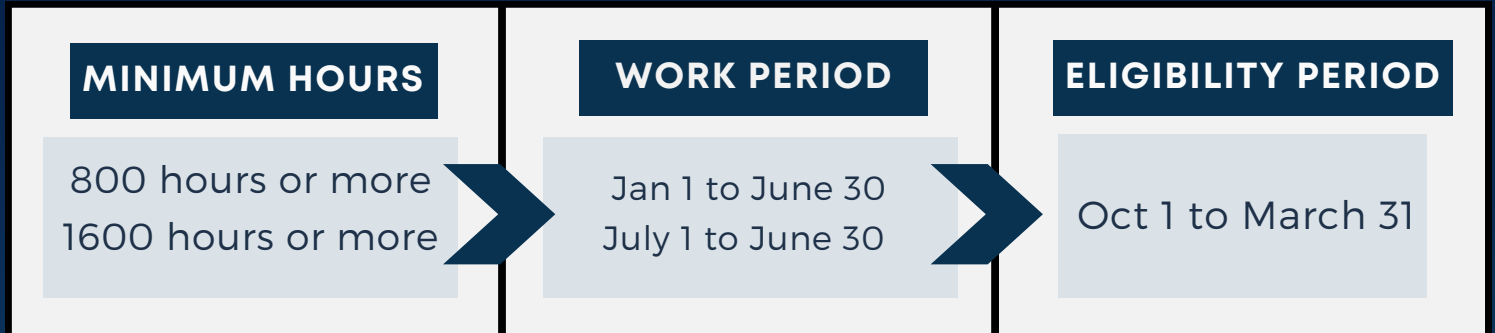 MINIMUM HOURS
800 hours or more
1600 hours or more
WORK PERIOD
Jan 1 to June 30
July 1 to June 30
ELIGIBILITY PERIOD
Oct 1 to March 31